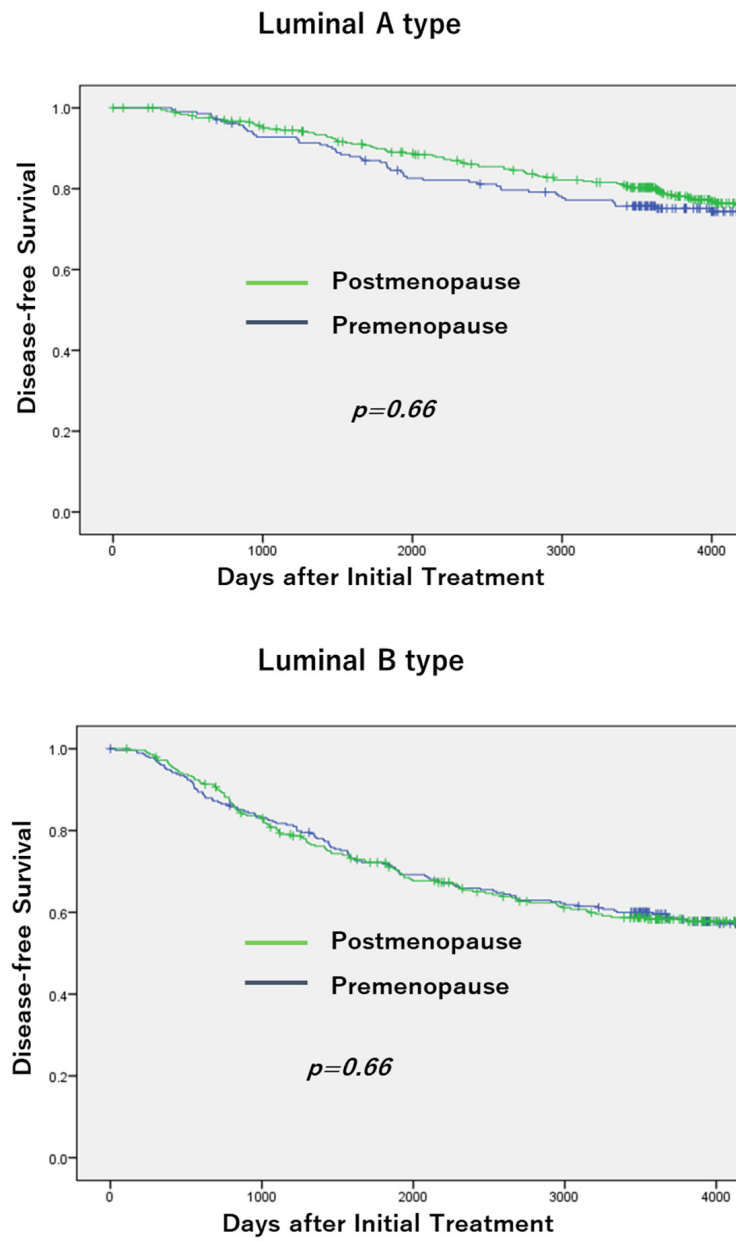 Luminal A type
Disease-free Survival
1.0
0.8
0.6
0.4
0.2
0.0
Postmenopause
Premenopause
p=0.66
0 1000 2000 3000 4000
Days after Initial Treatment
Luminal B type
Disease-free Survival
1.0
0.8
0.6
0.4
0.2
0.0
Postmenopause
Premenopause
p=0.66
0 1000 2000 3000 4000
Days after Initial Treatment